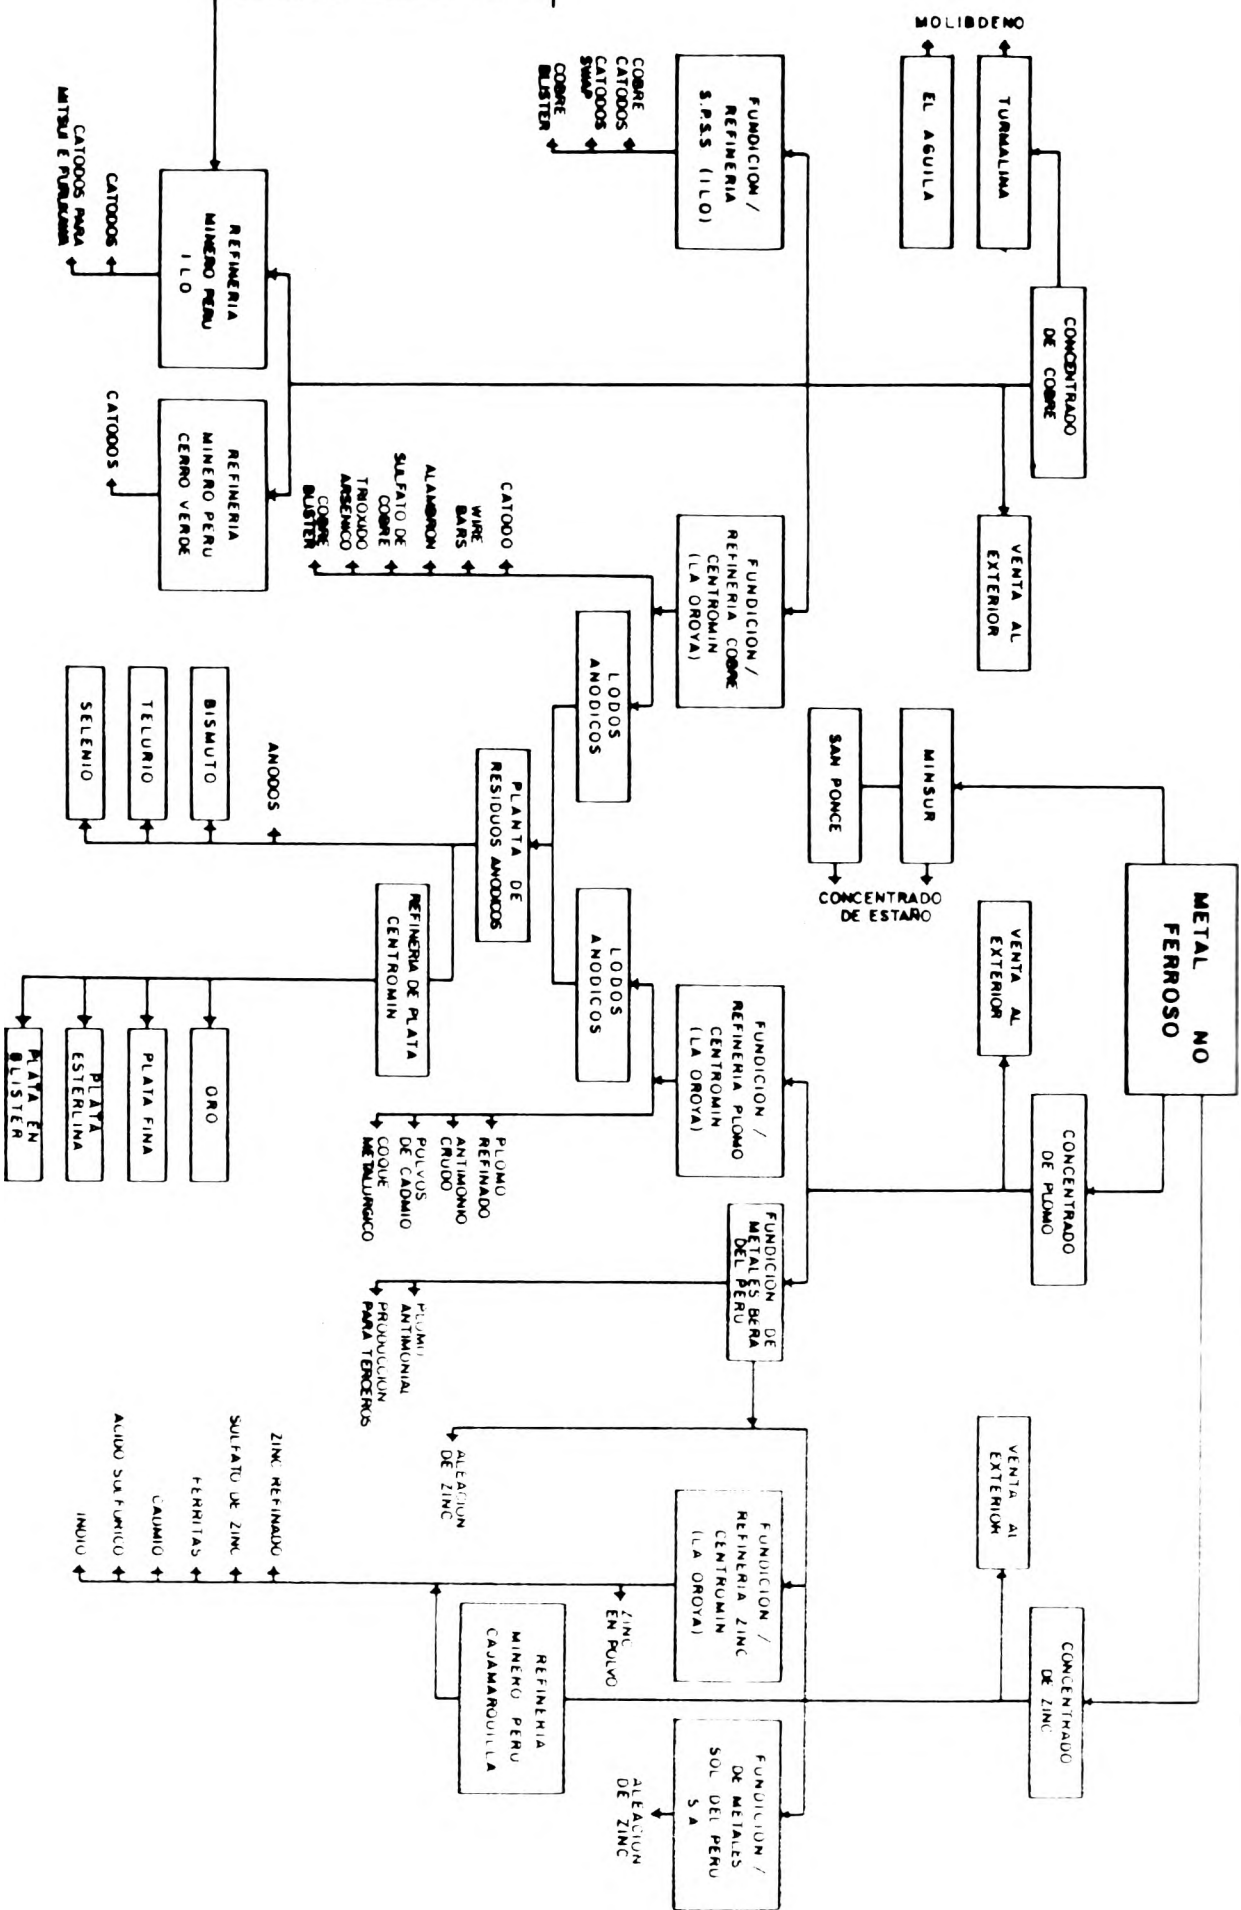 METAL NO
FERROSO
CONCENTRADO
DE COBRE
CONCENTRADO
DE PLOMO
CONCENTRADO
DE ZINC
MOLIBDENO
TURMALINA
EL AGUILA
VENTA AL
EXTERIOR
MINSUR
SAN PONCE
CONCENTRADO
DE ESTAÑO
VENTA AL
EXTERIOR
VENTA AL
EXTERIOR
FUNDICION /
REFINERIA
S.P.S.S (ILO)
COBRE
CATODOS
CATODOS
SWAP
COBRE
BLISTER
FUNDICION /
REFINERIA COBRE
CENTROMIN
(LA OROYA)
CATODO
WIRE
BARS
ALAMBRON
SULFATO DE
COBRE
TRIOXIDO
ARSENICO
COBRE
BLISTER
FUNDICION /
REFINERIA PLOMO
CENTROMIN
(LA OROYA)
PLOMO
REFINADO
ANTIMONIO
CRUDO
PULVOS
DE CADMIO
COQUE
METALURGICO
FUNDICION DE
METALES BERA
DEL PERU
PLOMO
ANTIMONIAL
PRODUCCION
PARA TERCEROS
ALEACION
DE ZINC
FUNDICION /
REFINERIA ZINC
CENTROMIN
(LA OROYA)
ZINC
EN POLVO
FUNDICION /
DE METALES
SOL DEL PERU
S A
ALEACION
DE ZINC
LODOS
ANODICOS
LODOS
ANODICOS
PLANTA DE
RESIDUOS ANODICOS
REFINERIA DE PLATA
CENTROMIN
REFINERIA
MINERO PERU
CAJAMARQUILLA
REFINERIA
MINERO PERU
ILO
CATODOS
CATODOS PARA
MITSUI E FURUKAWA
REFINERIA
MINERO PERU
CERRO VERDE
CATODOS
ANODOS
BISMUTO
TELURIO
SELENIO
ORO
PLATA FINA
PLATA
ESTERLINA
PLATA EN
BLISTER
ZINC REFINADO
SULFATO DE ZINC
FERRITAS
CADMIO
ACIDO SULFURICO
INDIO